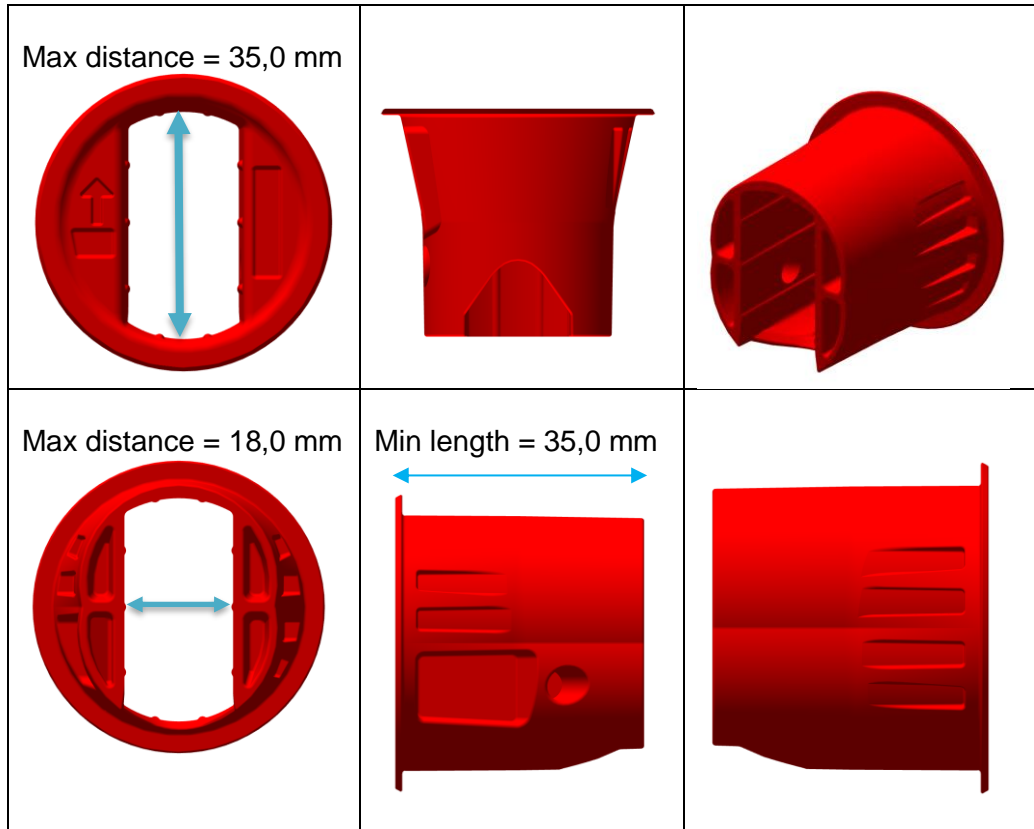 Max distance = 35,0 mm
Max distance = 18,0 mm
Min length = 35,0 mm